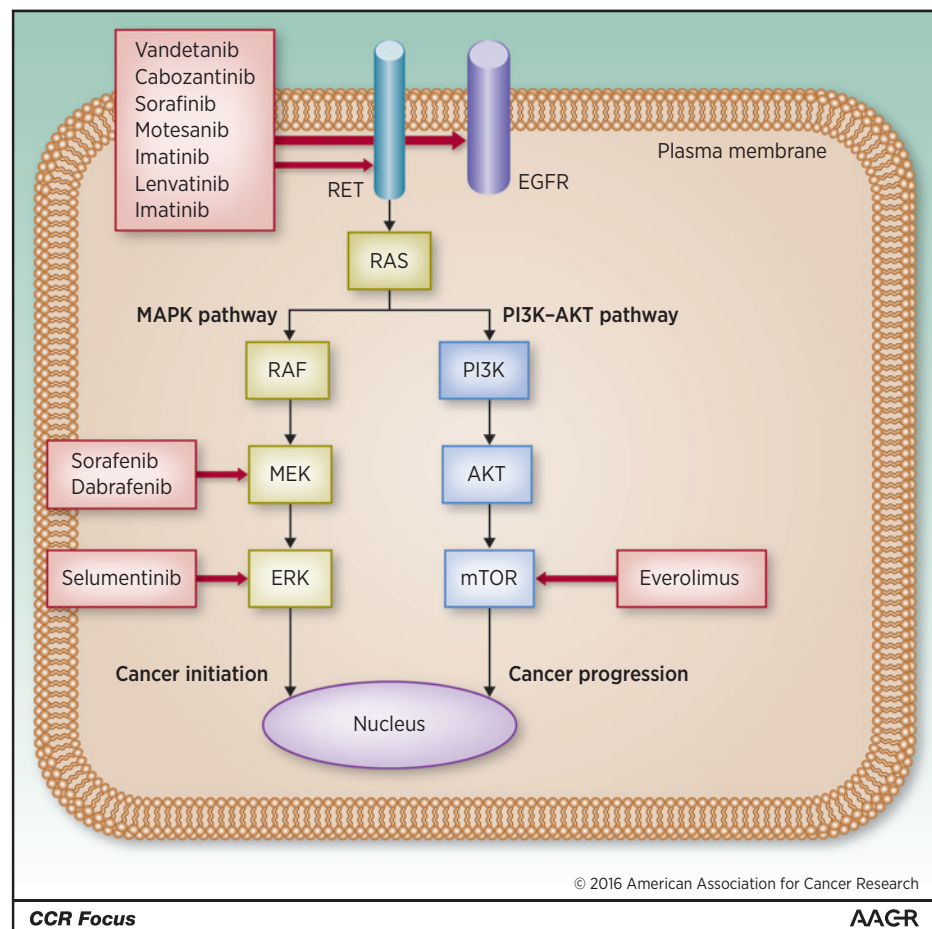 Vandetanib
Cabozantinib
Sorafinib
Motesanib
Imatinib
Lenvatinib
Imatinib
RET
EGFR
Plasma membrane
RAS
MAPK pathway
PI3K–AKT pathway
RAF
PI3K
Sorafenib
Dabrafenib
MEK
AKT
Selumentinib
ERK
mTOR
Everolimus
Cancer initiation
Cancer progression
Nucleus
© 2016 American Association for Cancer Research
CCR Focus
AACR